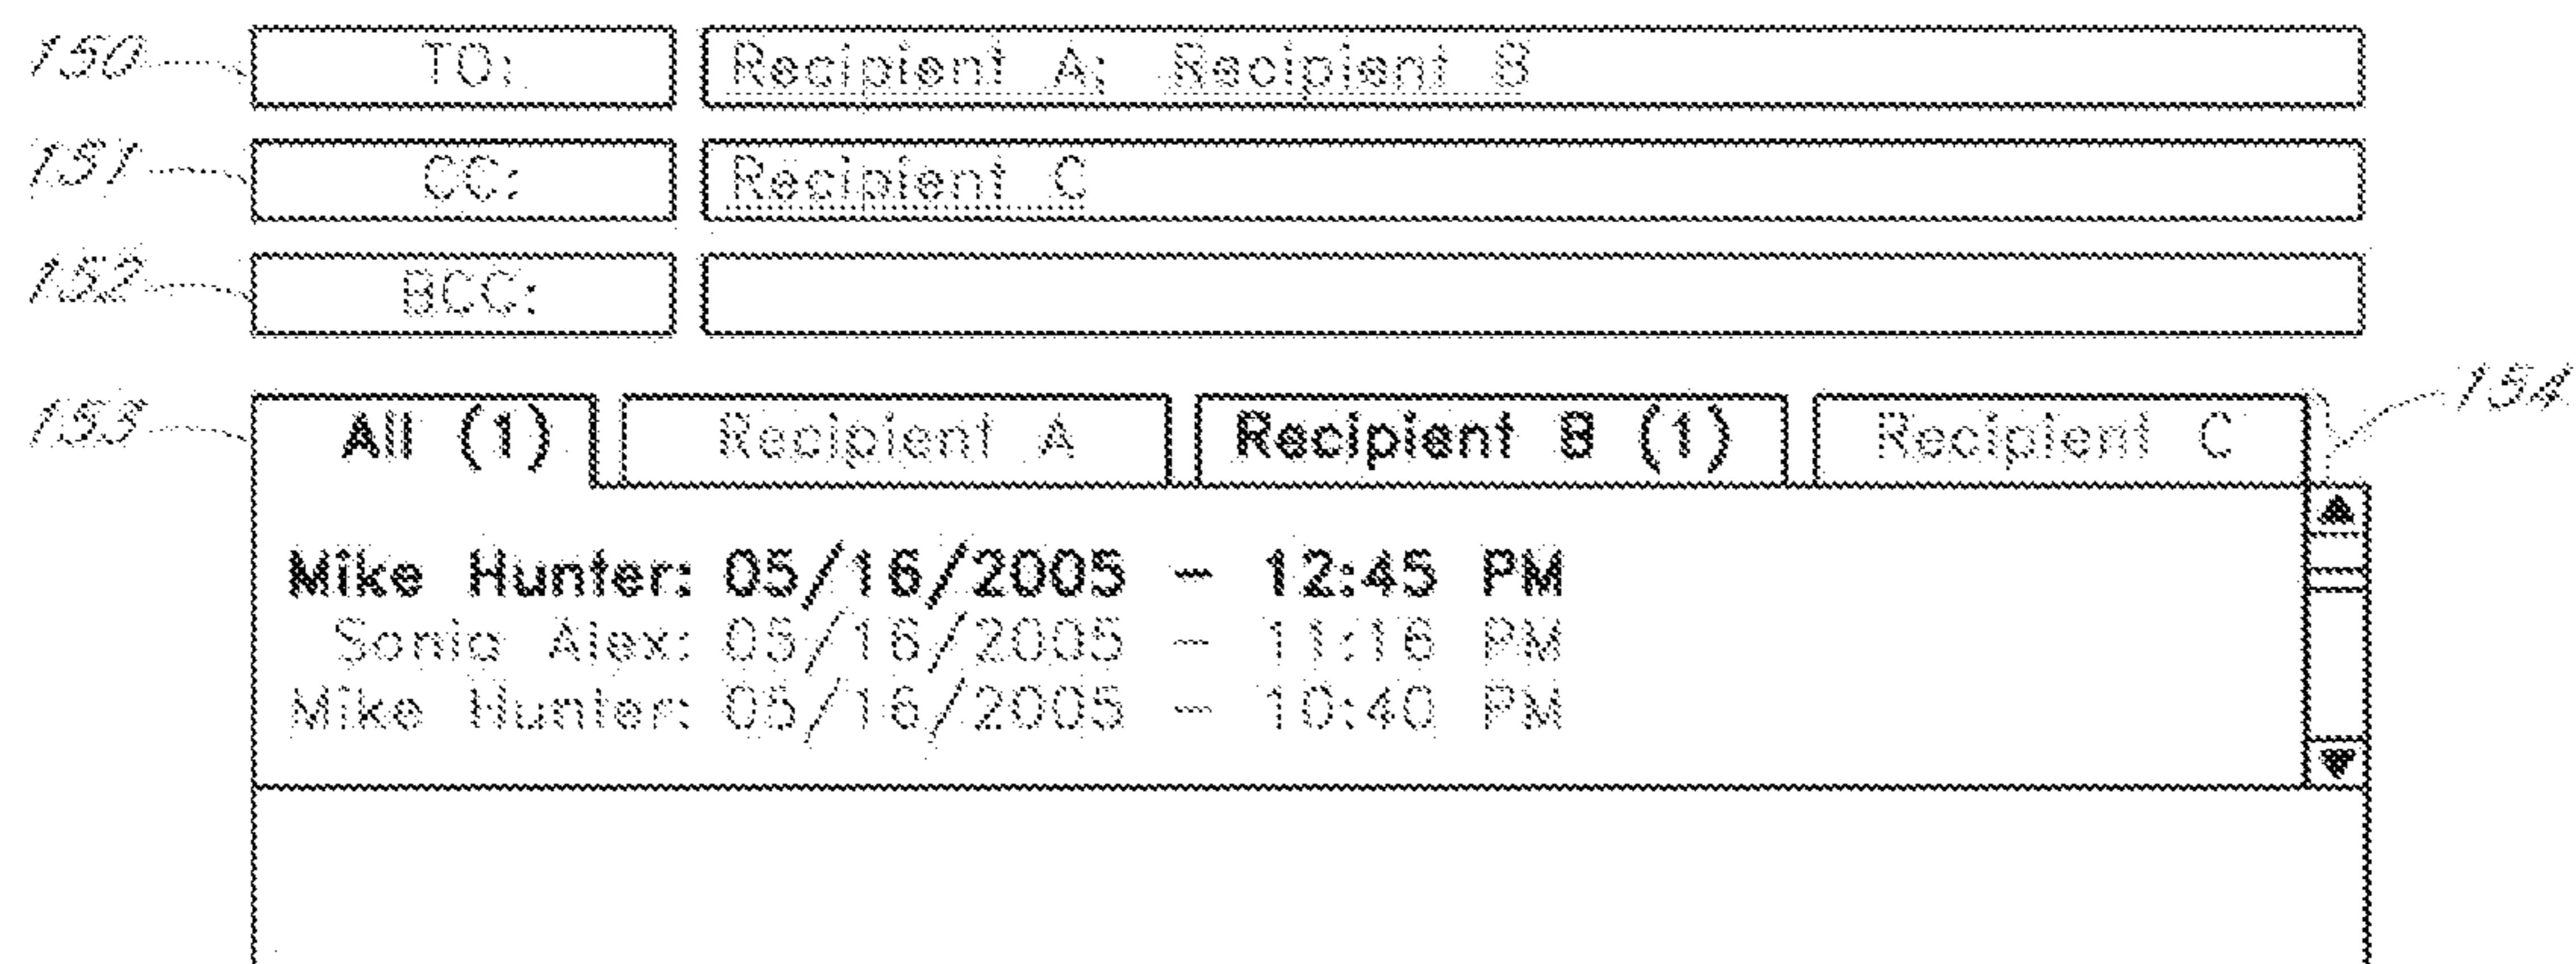 150 TO: Recipient A; Recipient B
151 CC: Recipient C
152 BCC:
154
153 All (1) Recipient A Recipient B (1) Recipient C
Mike Hunter: 05/16/2005 - 12:45 PM
Sonia Alex: 05/16/2005 - 11:16 PM
Mike Hunter: 05/16/2005 - 10:40 PM